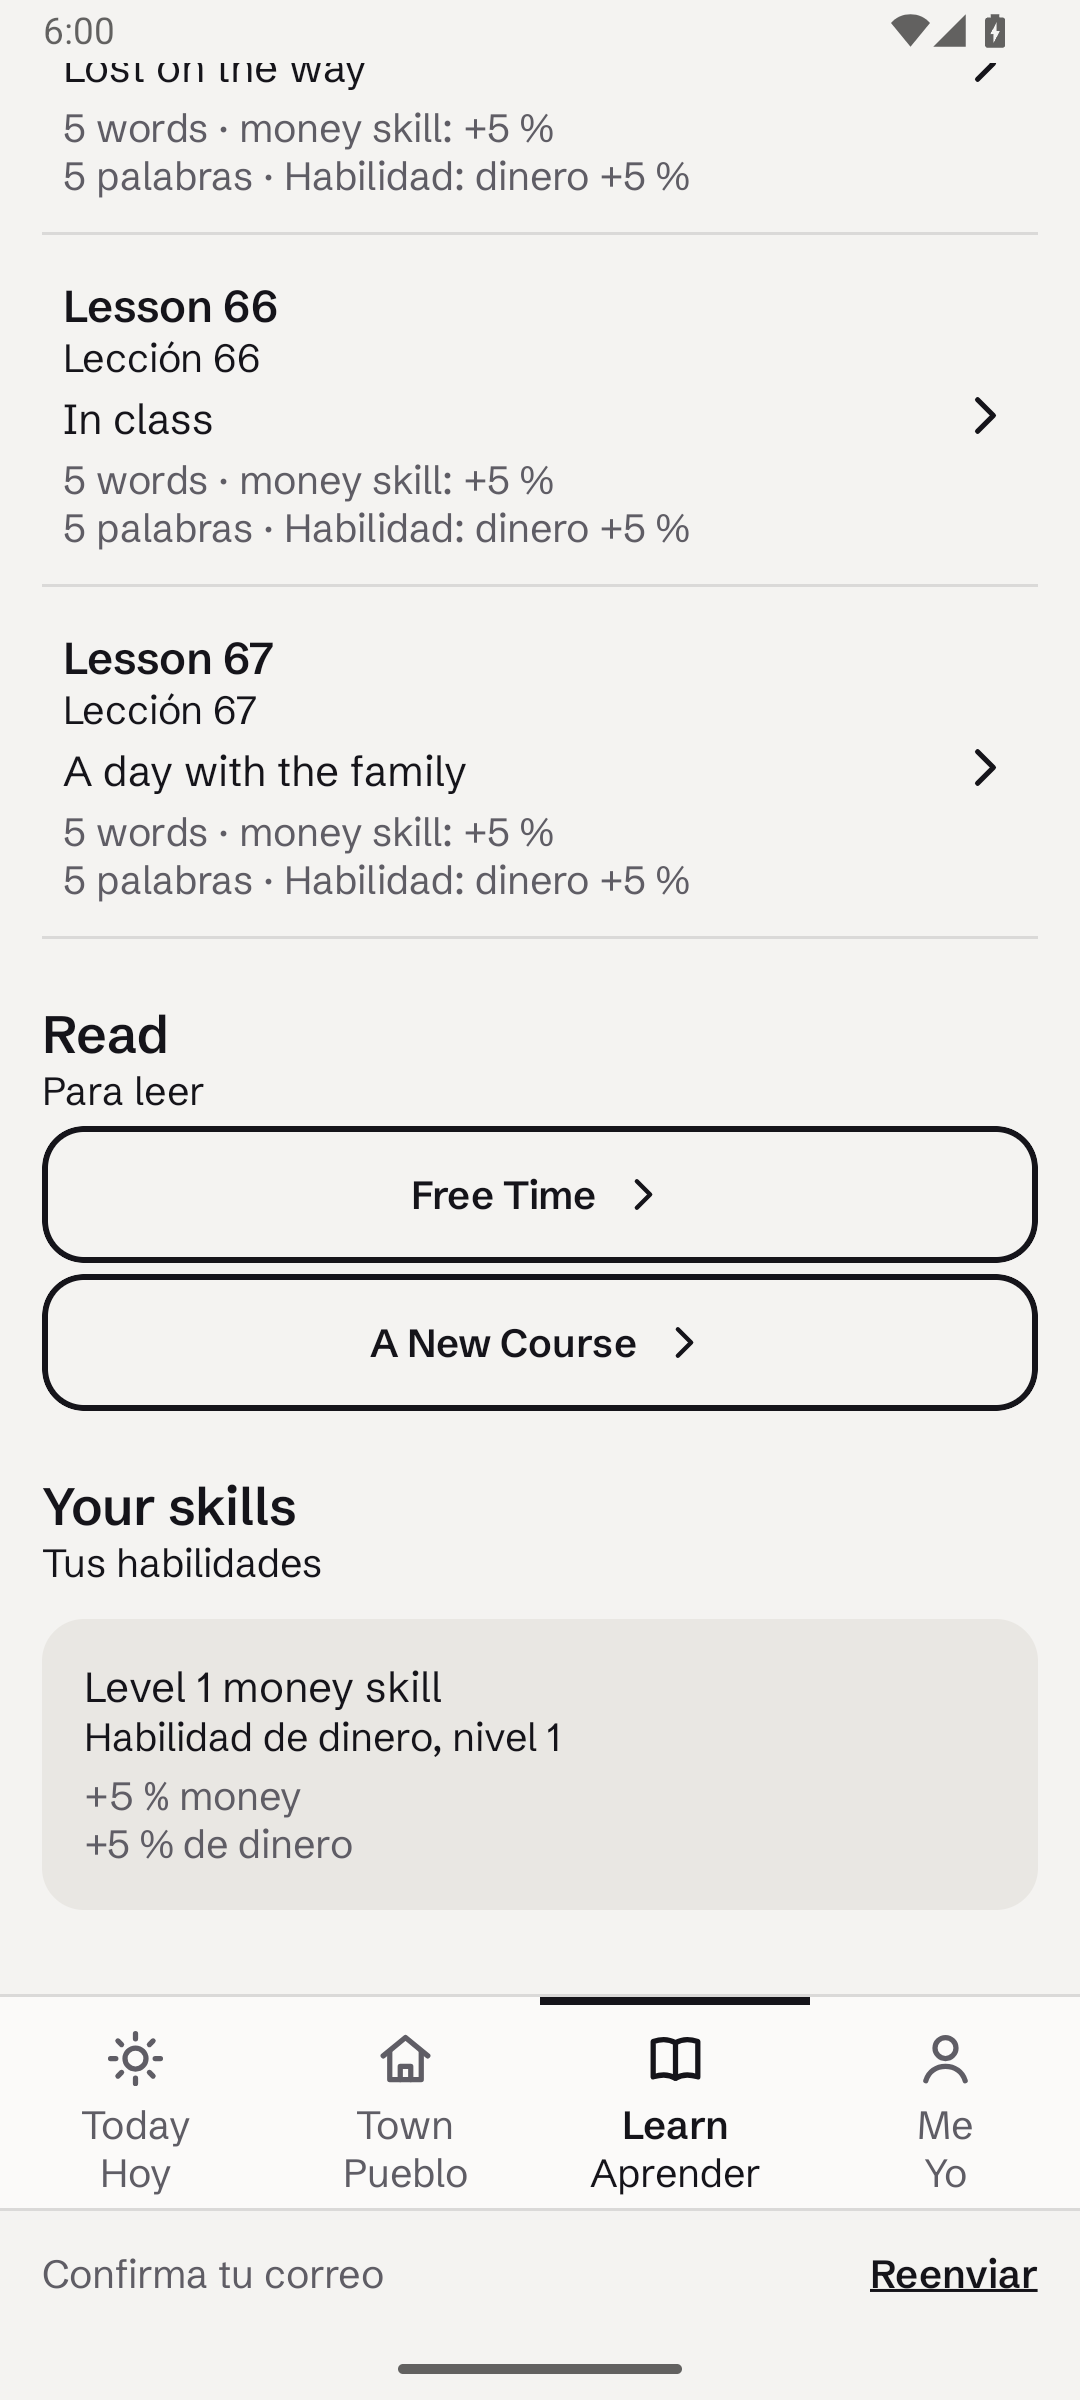 6:00
Lost on the way
5 words · money skill: +5 %
5 palabras · Habilidad: dinero +5 %
Lesson 66
Lección 66
In class
5 words · money skill: +5 %
5 palabras · Habilidad: dinero +5 %
Lesson 67
Lección 67
A day with the family
5 words · money skill: +5 %
5 palabras · Habilidad: dinero +5 %
Read
Para leer
Free Time
A New Course
Your skills
Tus habilidades
Level 1 money skill
Habilidad de dinero, nivel 1
+5 % money
+5 % de dinero
Today Town Learn Me
Hoy Pueblo Aprender Yo
Confirma tu correo Reenviar